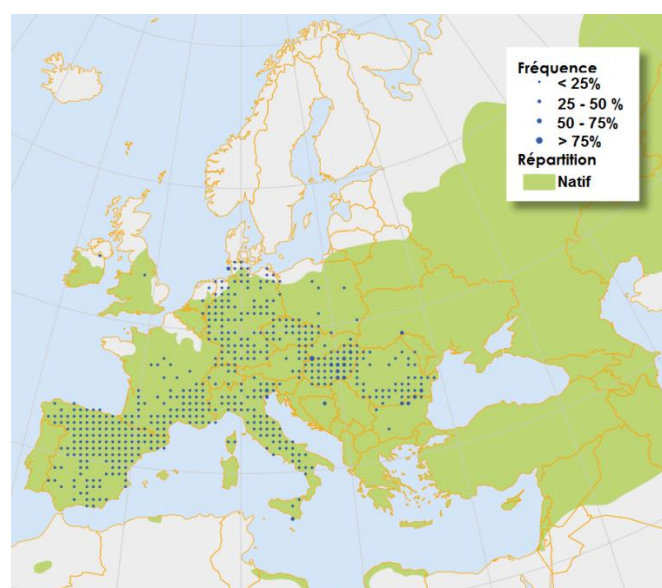 Fréquence
< 25%
25 - 50 %
50 - 75%
> 75%
Répartition
Natif